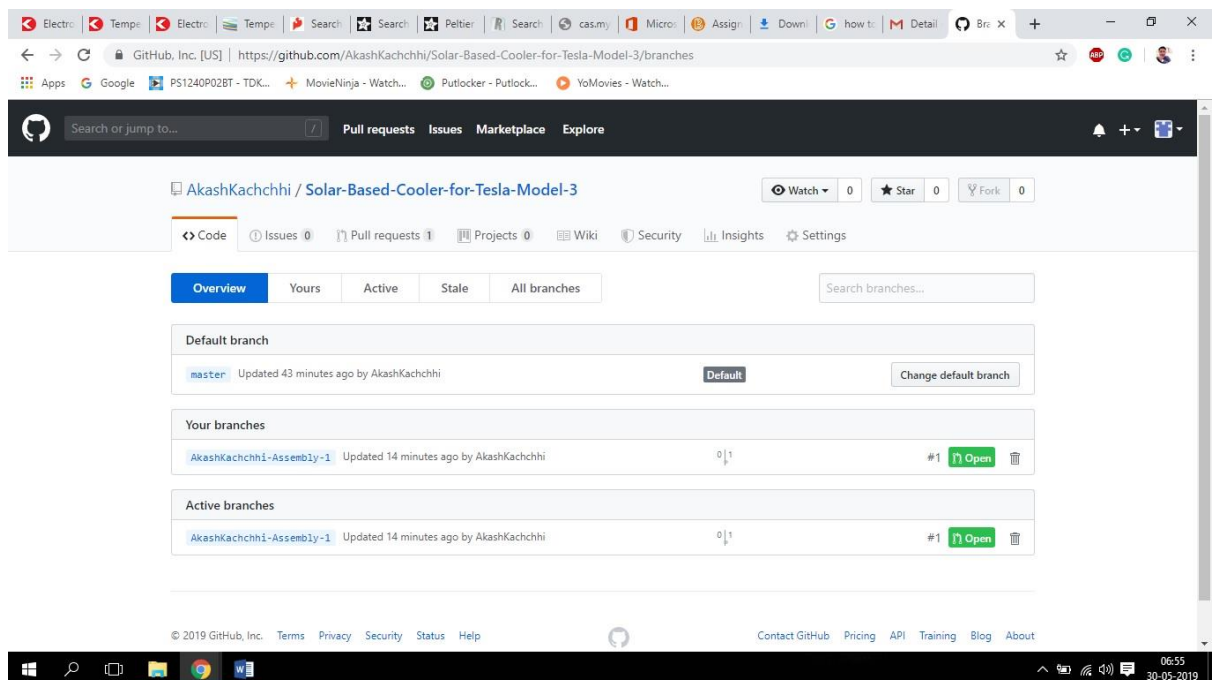 Electro Tempe Electro Tempe Search Search Peltier Search cas.my Micros Assign Downl how to Detail Bra
GitHub, Inc. [US] | https://github.com/AkashKachchhi/Solar-Based-Cooler-for-Tesla-Model-3/branches
Apps Google PS1240P02BT - TDK... MovieNinja - Watch... Putlocker - Putlock... YoMovies - Watch...
Search or jump to... / Pull requests Issues Marketplace Explore
AkashKachchhi / Solar-Based-Cooler-for-Tesla-Model-3 Watch 0 Star 0 Fork 0
Code Issues 0 Pull requests 1 Projects 0 Wiki Security Insights Settings
Overview Yours Active Stale All branches Search branches...
Default branch
master Updated 43 minutes ago by AkashKachchhi Default Change default branch
Your branches
AkashKachchhi-Assembly-1 Updated 14 minutes ago by AkashKachchhi 0|1 #1 Open
Active branches
AkashKachchhi-Assembly-1 Updated 14 minutes ago by AkashKachchhi 0|1 #1 Open
© 2019 GitHub, Inc. Terms Privacy Security Status Help Contact GitHub Pricing API Training Blog About
06:55
30-05-2019